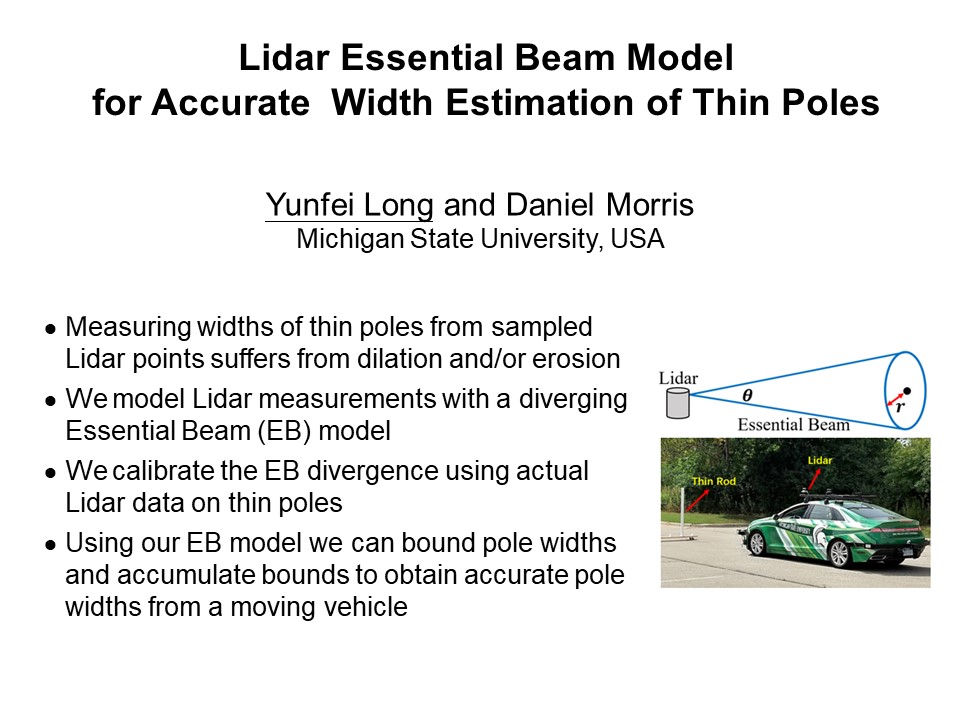 Lidar Essential Beam Model
for Accurate Width Estimation of Thin Poles
Yunfei Long and Daniel Morris
Michigan State University, USA
● Measuring widths of thin poles from sampled
Lidar points suffers from dilation and/or erosion
● We model Lidar measurements with a diverging
Essential Beam (EB) model
● We calibrate the EB divergence using actual
Lidar data on thin poles
● Using our EB model we can bound pole widths
and accumulate bounds to obtain accurate pole
widths from a moving vehicle
Lidar
θ
r
Essential Beam
Lidar
Thin Rod